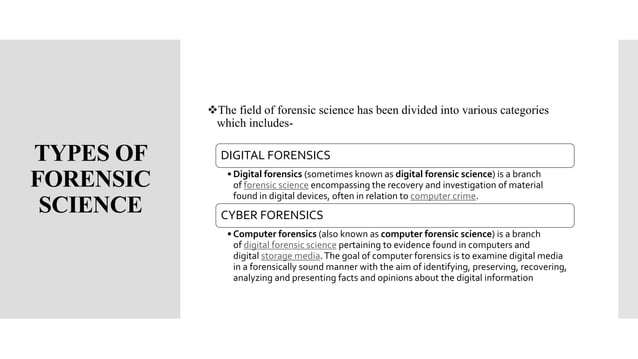 TYPES OF
FORENSIC
SCIENCE
❖The field of forensic science has been divided into various categories
which includes-
DIGITAL FORENSICS
• Digital forensics (sometimes known as digital forensic science) is a branch
of forensic science encompassing the recovery and investigation of material
found in digital devices, often in relation to computer crime.
CYBER FORENSICS
• Computer forensics (also known as computer forensic science) is a branch
of digital forensic science pertaining to evidence found in computers and
digital storage media. The goal of computer forensics is to examine digital media
in a forensically sound manner with the aim of identifying, preserving, recovering,
analyzing and presenting facts and opinions about the digital information